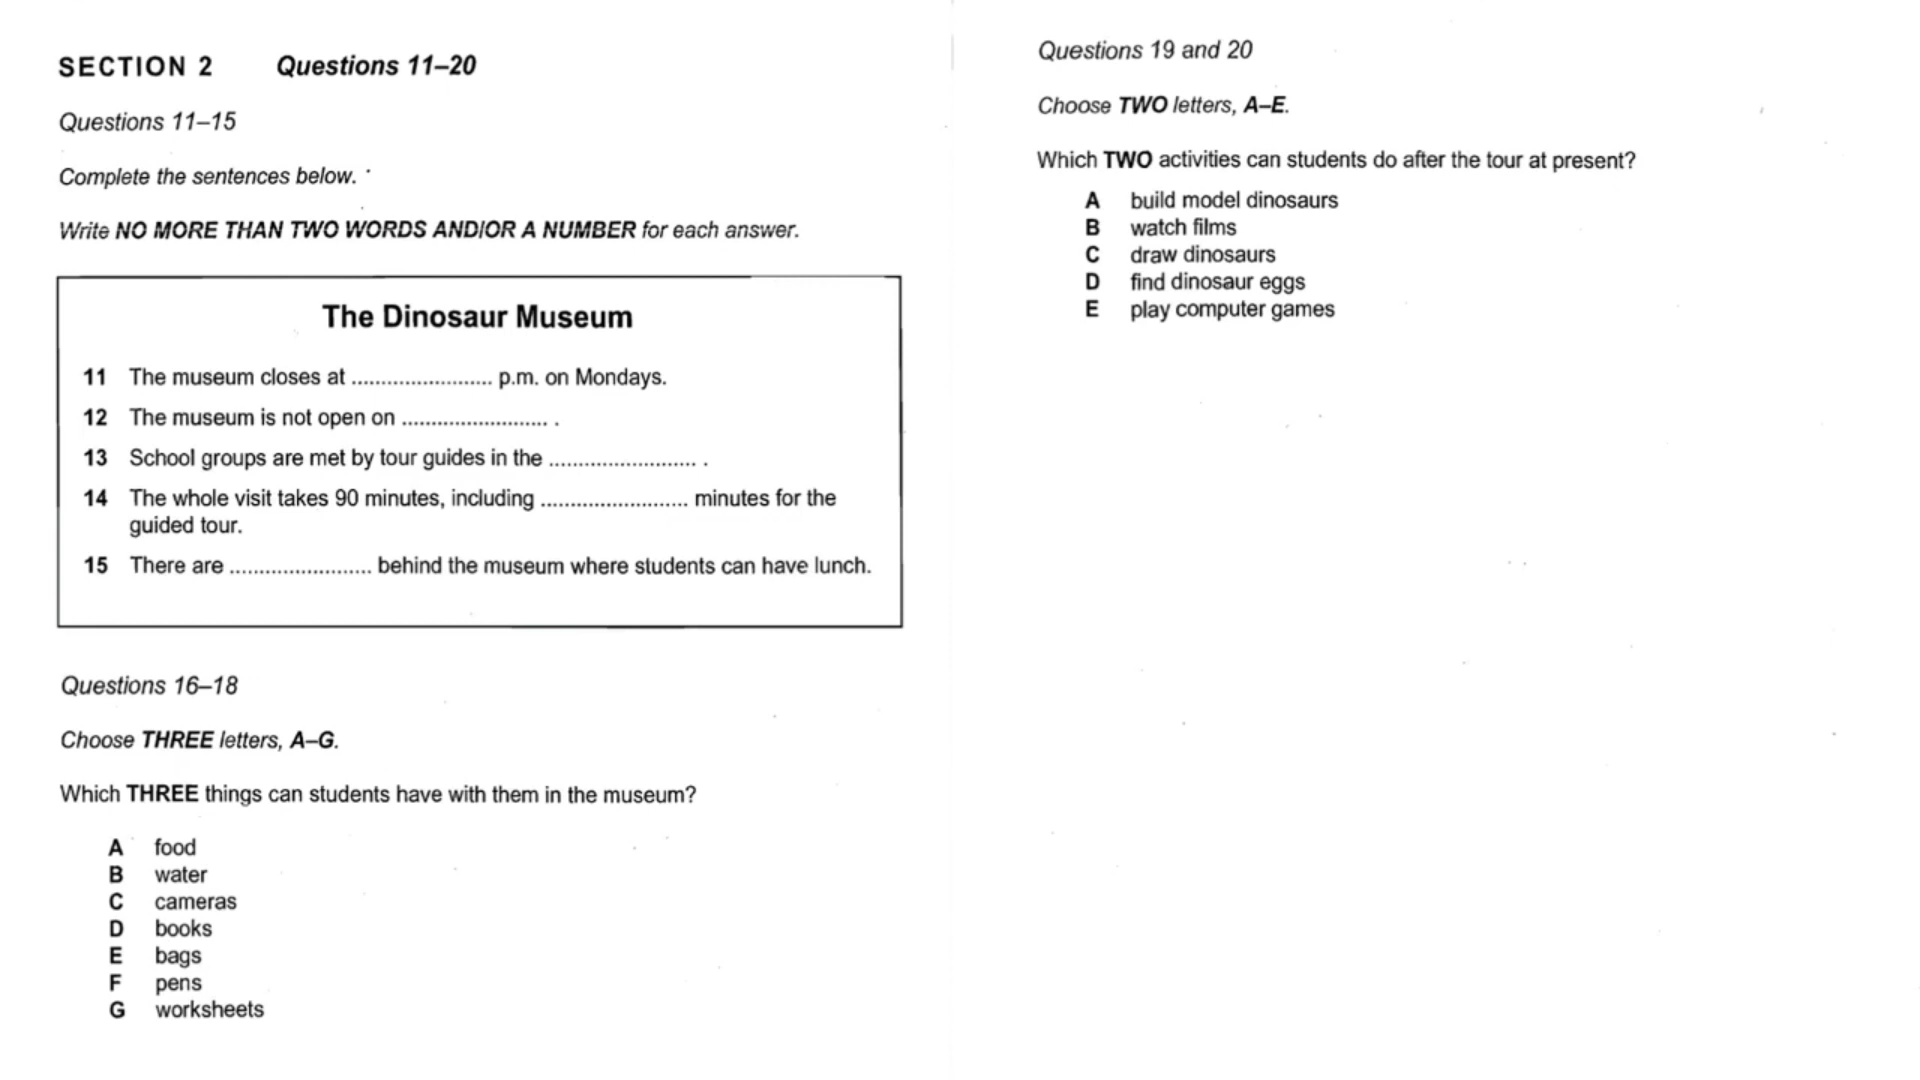 SECTION 2 Questions 11–20
Questions 11–15
Complete the sentences below.
Write NO MORE THAN TWO WORDS AND/OR A NUMBER for each answer.
The Dinosaur Museum
11 The museum closes at ........................ p.m. on Mondays.
12 The museum is not open on ......................... .
13 School groups are met by tour guides in the ......................... .
14 The whole visit takes 90 minutes, including ......................... minutes for the
guided tour.
15 There are ........................ behind the museum where students can have lunch.
Questions 16–18
Choose THREE letters, A–G.
Which THREE things can students have with them in the museum?
A food
B water
C cameras
D books
E bags
F pens
G worksheets
Questions 19 and 20
Choose TWO letters, A–E.
Which TWO activities can students do after the tour at present?
A build model dinosaurs
B watch films
C draw dinosaurs
D find dinosaur eggs
E play computer games